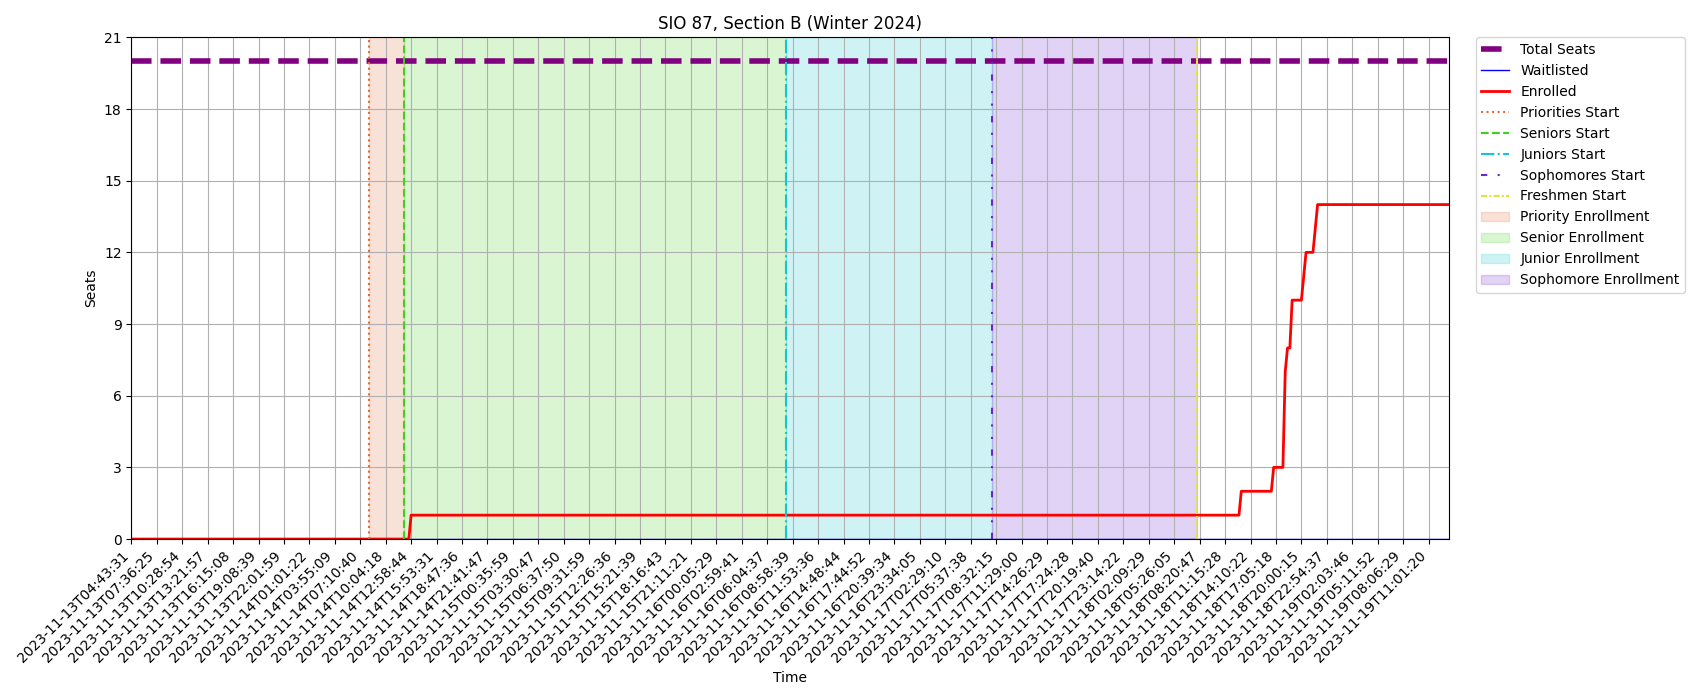 SIO 87, Section B (Winter 2024)
Seats
21
18
15
12
9
6
3
0
2023-11-13T04:43:31
2023-11-13T07:36:25
2023-11-13T10:28:54
2023-11-13T13:21:57
2023-11-13T16:15:08
2023-11-13T19:08:39
2023-11-13T22:01:59
2023-11-14T01:01:22
2023-11-14T03:55:09
2023-11-14T07:10:40
2023-11-14T10:04:18
2023-11-14T12:58:44
2023-11-14T15:53:31
2023-11-14T18:47:36
2023-11-14T21:41:47
2023-11-15T00:35:59
2023-11-15T03:30:47
2023-11-15T06:37:50
2023-11-15T09:31:59
2023-11-15T12:26:36
2023-11-15T15:21:39
2023-11-15T18:16:43
2023-11-15T21:11:21
2023-11-16T00:05:29
2023-11-16T02:59:41
2023-11-16T06:04:37
2023-11-16T08:58:39
2023-11-16T11:53:36
2023-11-16T14:48:44
2023-11-16T17:44:52
2023-11-16T20:39:34
2023-11-16T23:34:05
2023-11-17T02:29:10
2023-11-17T05:37:38
2023-11-17T08:32:15
2023-11-17T11:29:00
2023-11-17T14:26:29
2023-11-17T17:24:28
2023-11-17T20:19:40
2023-11-17T23:14:22
2023-11-18T02:09:29
2023-11-18T05:26:05
2023-11-18T08:20:47
2023-11-18T11:15:28
2023-11-18T14:10:22
2023-11-18T17:05:18
2023-11-18T20:00:15
2023-11-18T22:54:37
2023-11-19T02:03:46
2023-11-19T05:11:52
2023-11-19T08:06:29
2023-11-19T11:01:20
Time
Total Seats
Waitlisted
Enrolled
Priorities Start
Seniors Start
Juniors Start
Sophomores Start
Freshmen Start
Priority Enrollment
Senior Enrollment
Junior Enrollment
Sophomore Enrollment